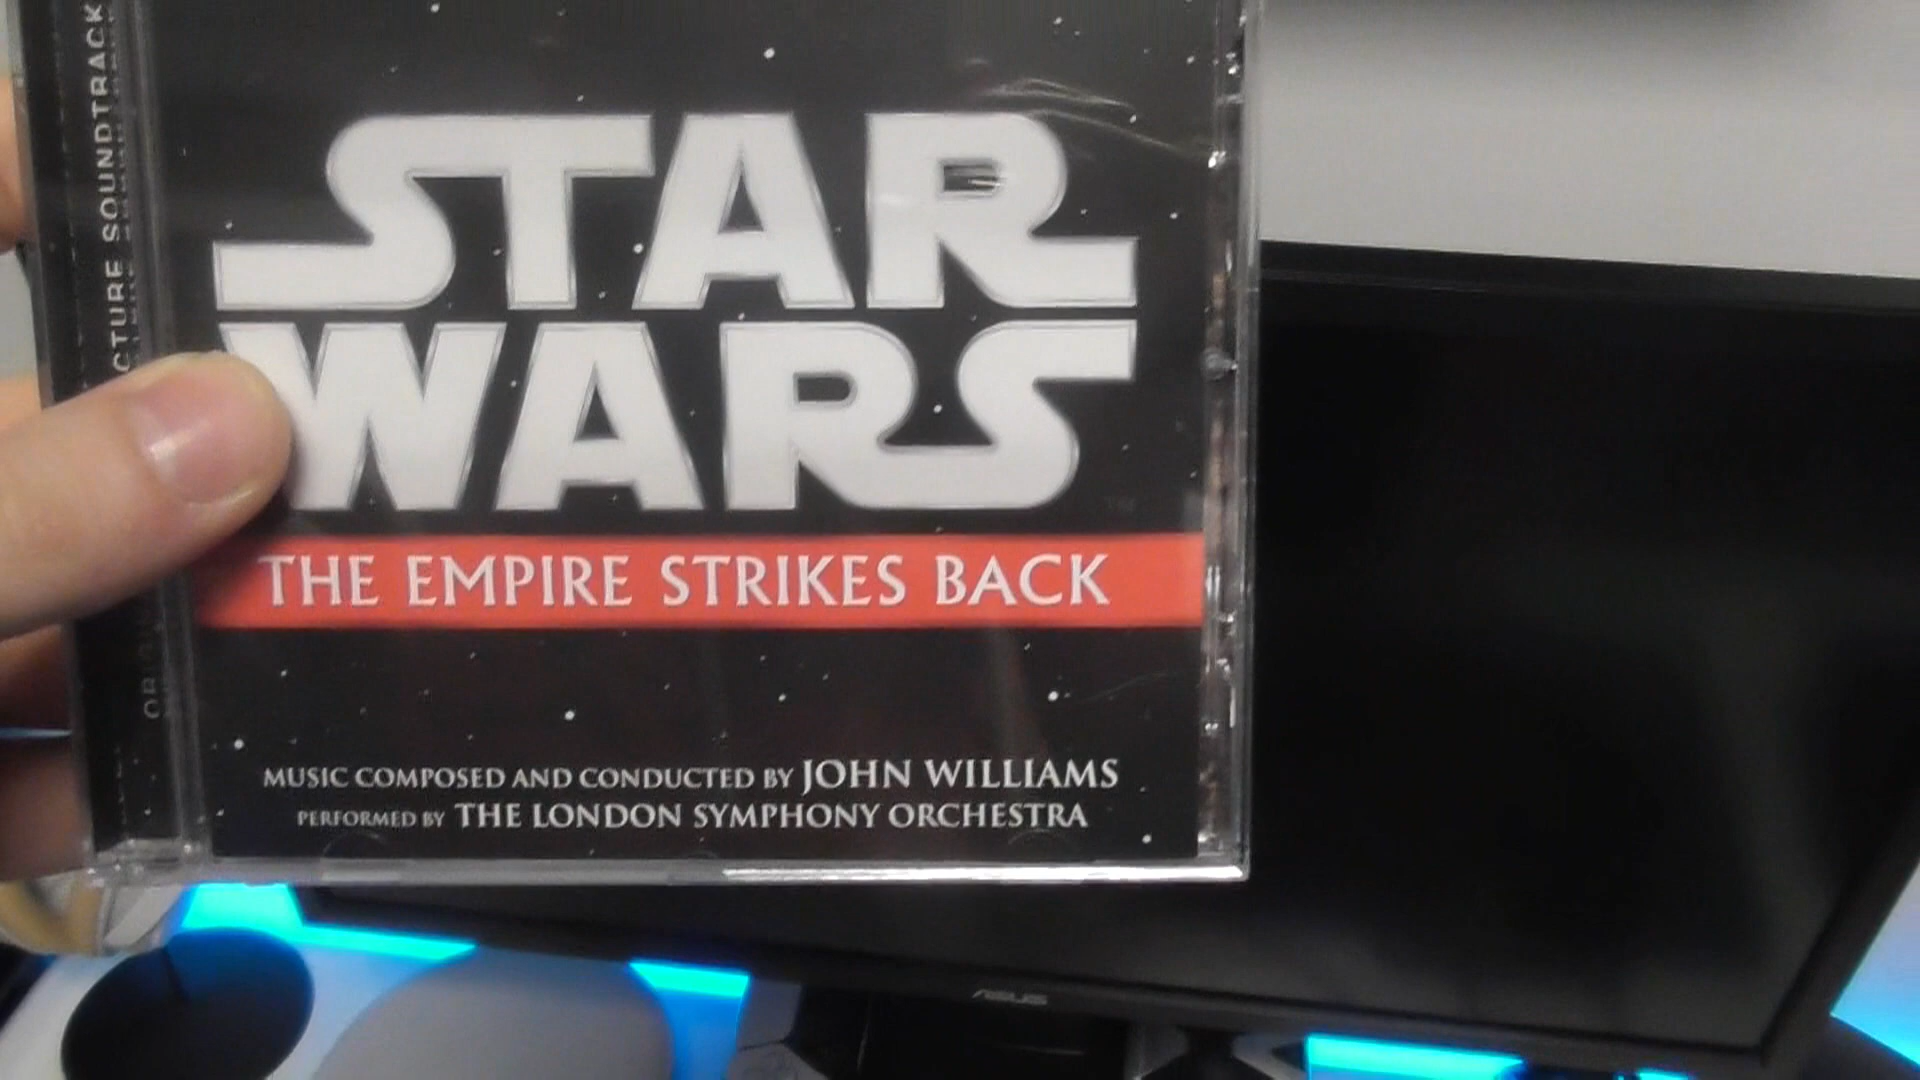 CTURE SOUNDTRACK
STAR
WARS
THE EMPIRE STRIKES BACK
MUSIC COMPOSED AND CONDUCTED BY JOHN WILLIAMS
PERFORMED BY THE LONDON SYMPHONY ORCHESTRA
ASUS